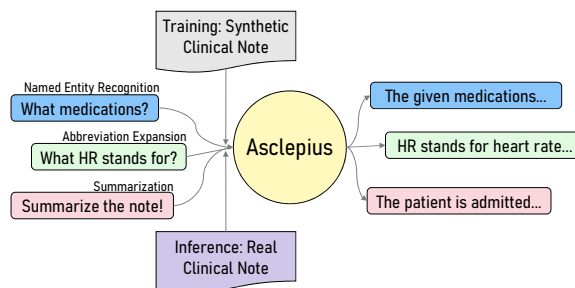 Training: Synthetic
Clinical Note
Named Entity Recognition
What medications?
Abbreviation Expansion
What HR stands for?
Summarization
Summarize the note!
Asclepius
The given medications...
HR stands for heart rate...
The patient is admitted...
Inference: Real
Clinical Note